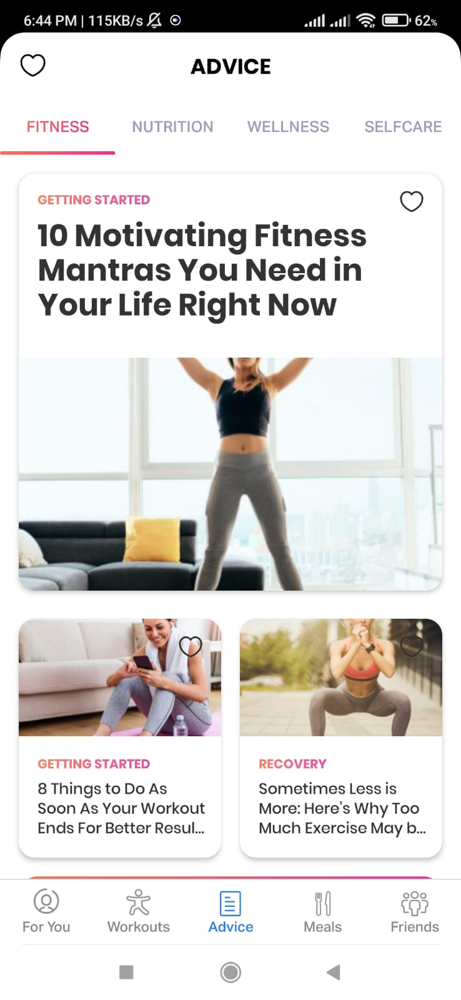 6:44 PM | 115KB/s 62%
ADVICE
FITNESS NUTRITION WELLNESS SELFCARE
GETTING STARTED
10 Motivating Fitness
Mantras You Need in
Your Life Right Now
GETTING STARTED
8 Things to Do As
Soon As Your Workout
Ends For Better Resul...
RECOVERY
Sometimes Less is
More: Here's Why Too
Much Exercise May b...
For You Workouts Advice Meals Friends